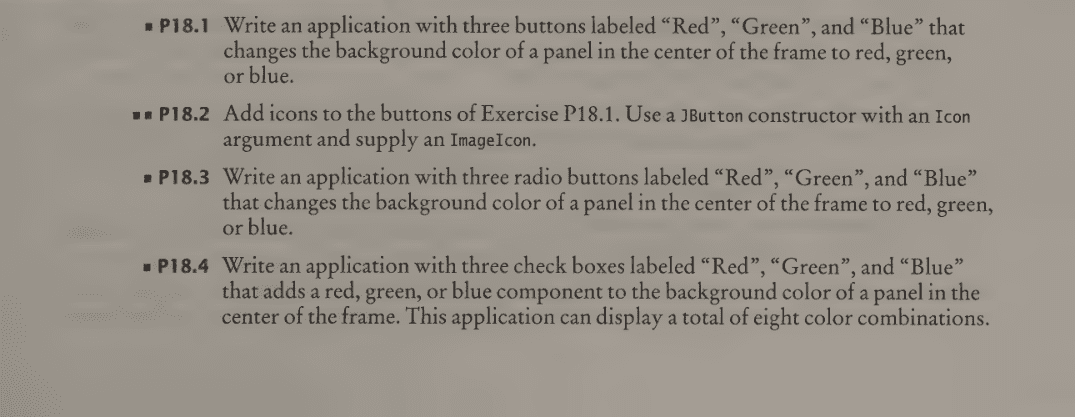 ▪ P18.1 Write an application with three buttons labeled “Red”, “Green”, and “Blue” that
changes the background color of a panel in the center of the frame to red, green,
or blue.
▪▪ P18.2 Add icons to the buttons of Exercise P18.1. Use a JButton constructor with an Icon
argument and supply an ImageIcon.
▪ P18.3 Write an application with three radio buttons labeled “Red”, “Green”, and “Blue”
that changes the background color of a panel in the center of the frame to red, green,
or blue.
▪ P18.4 Write an application with three check boxes labeled “Red”, “Green”, and “Blue”
that adds a red, green, or blue component to the background color of a panel in the
center of the frame. This application can display a total of eight color combinations.